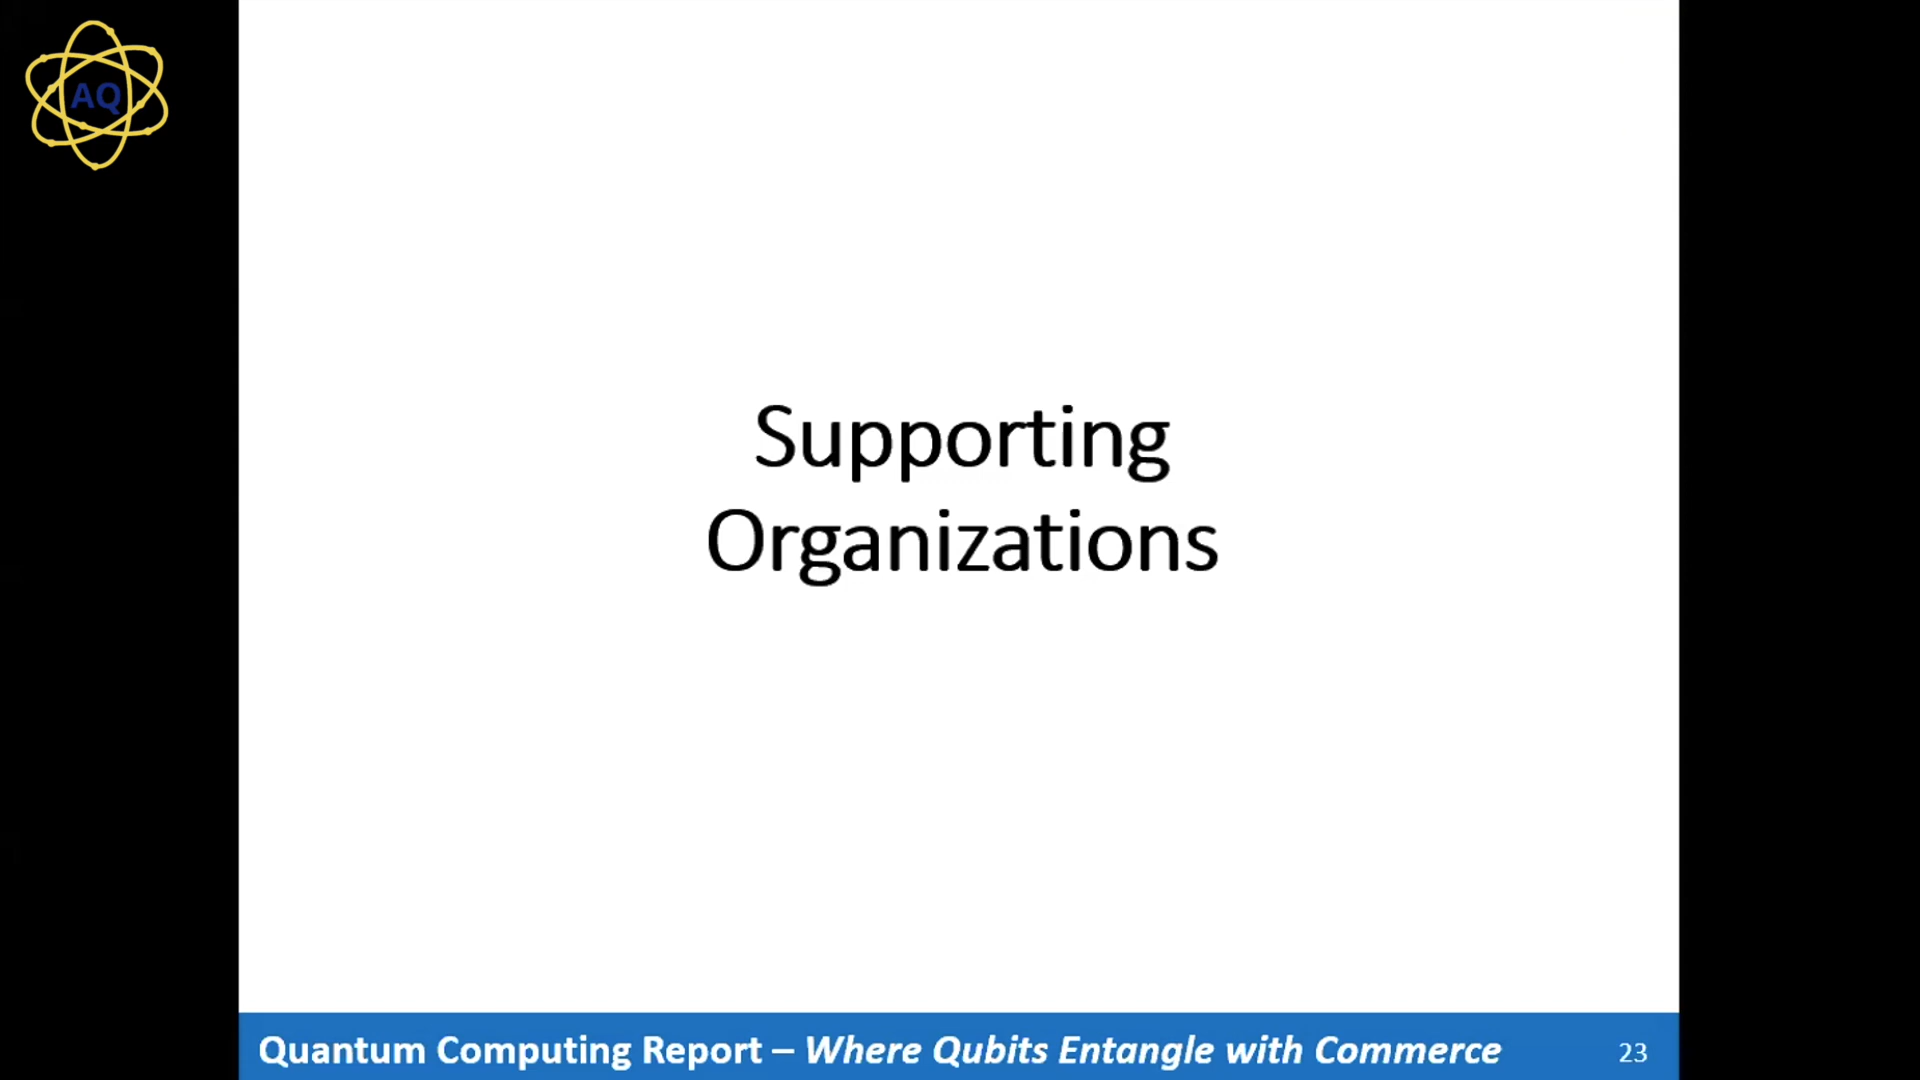 AQ
Supporting
Organizations
Quantum Computing Report – Where Qubits Entangle with Commerce
23